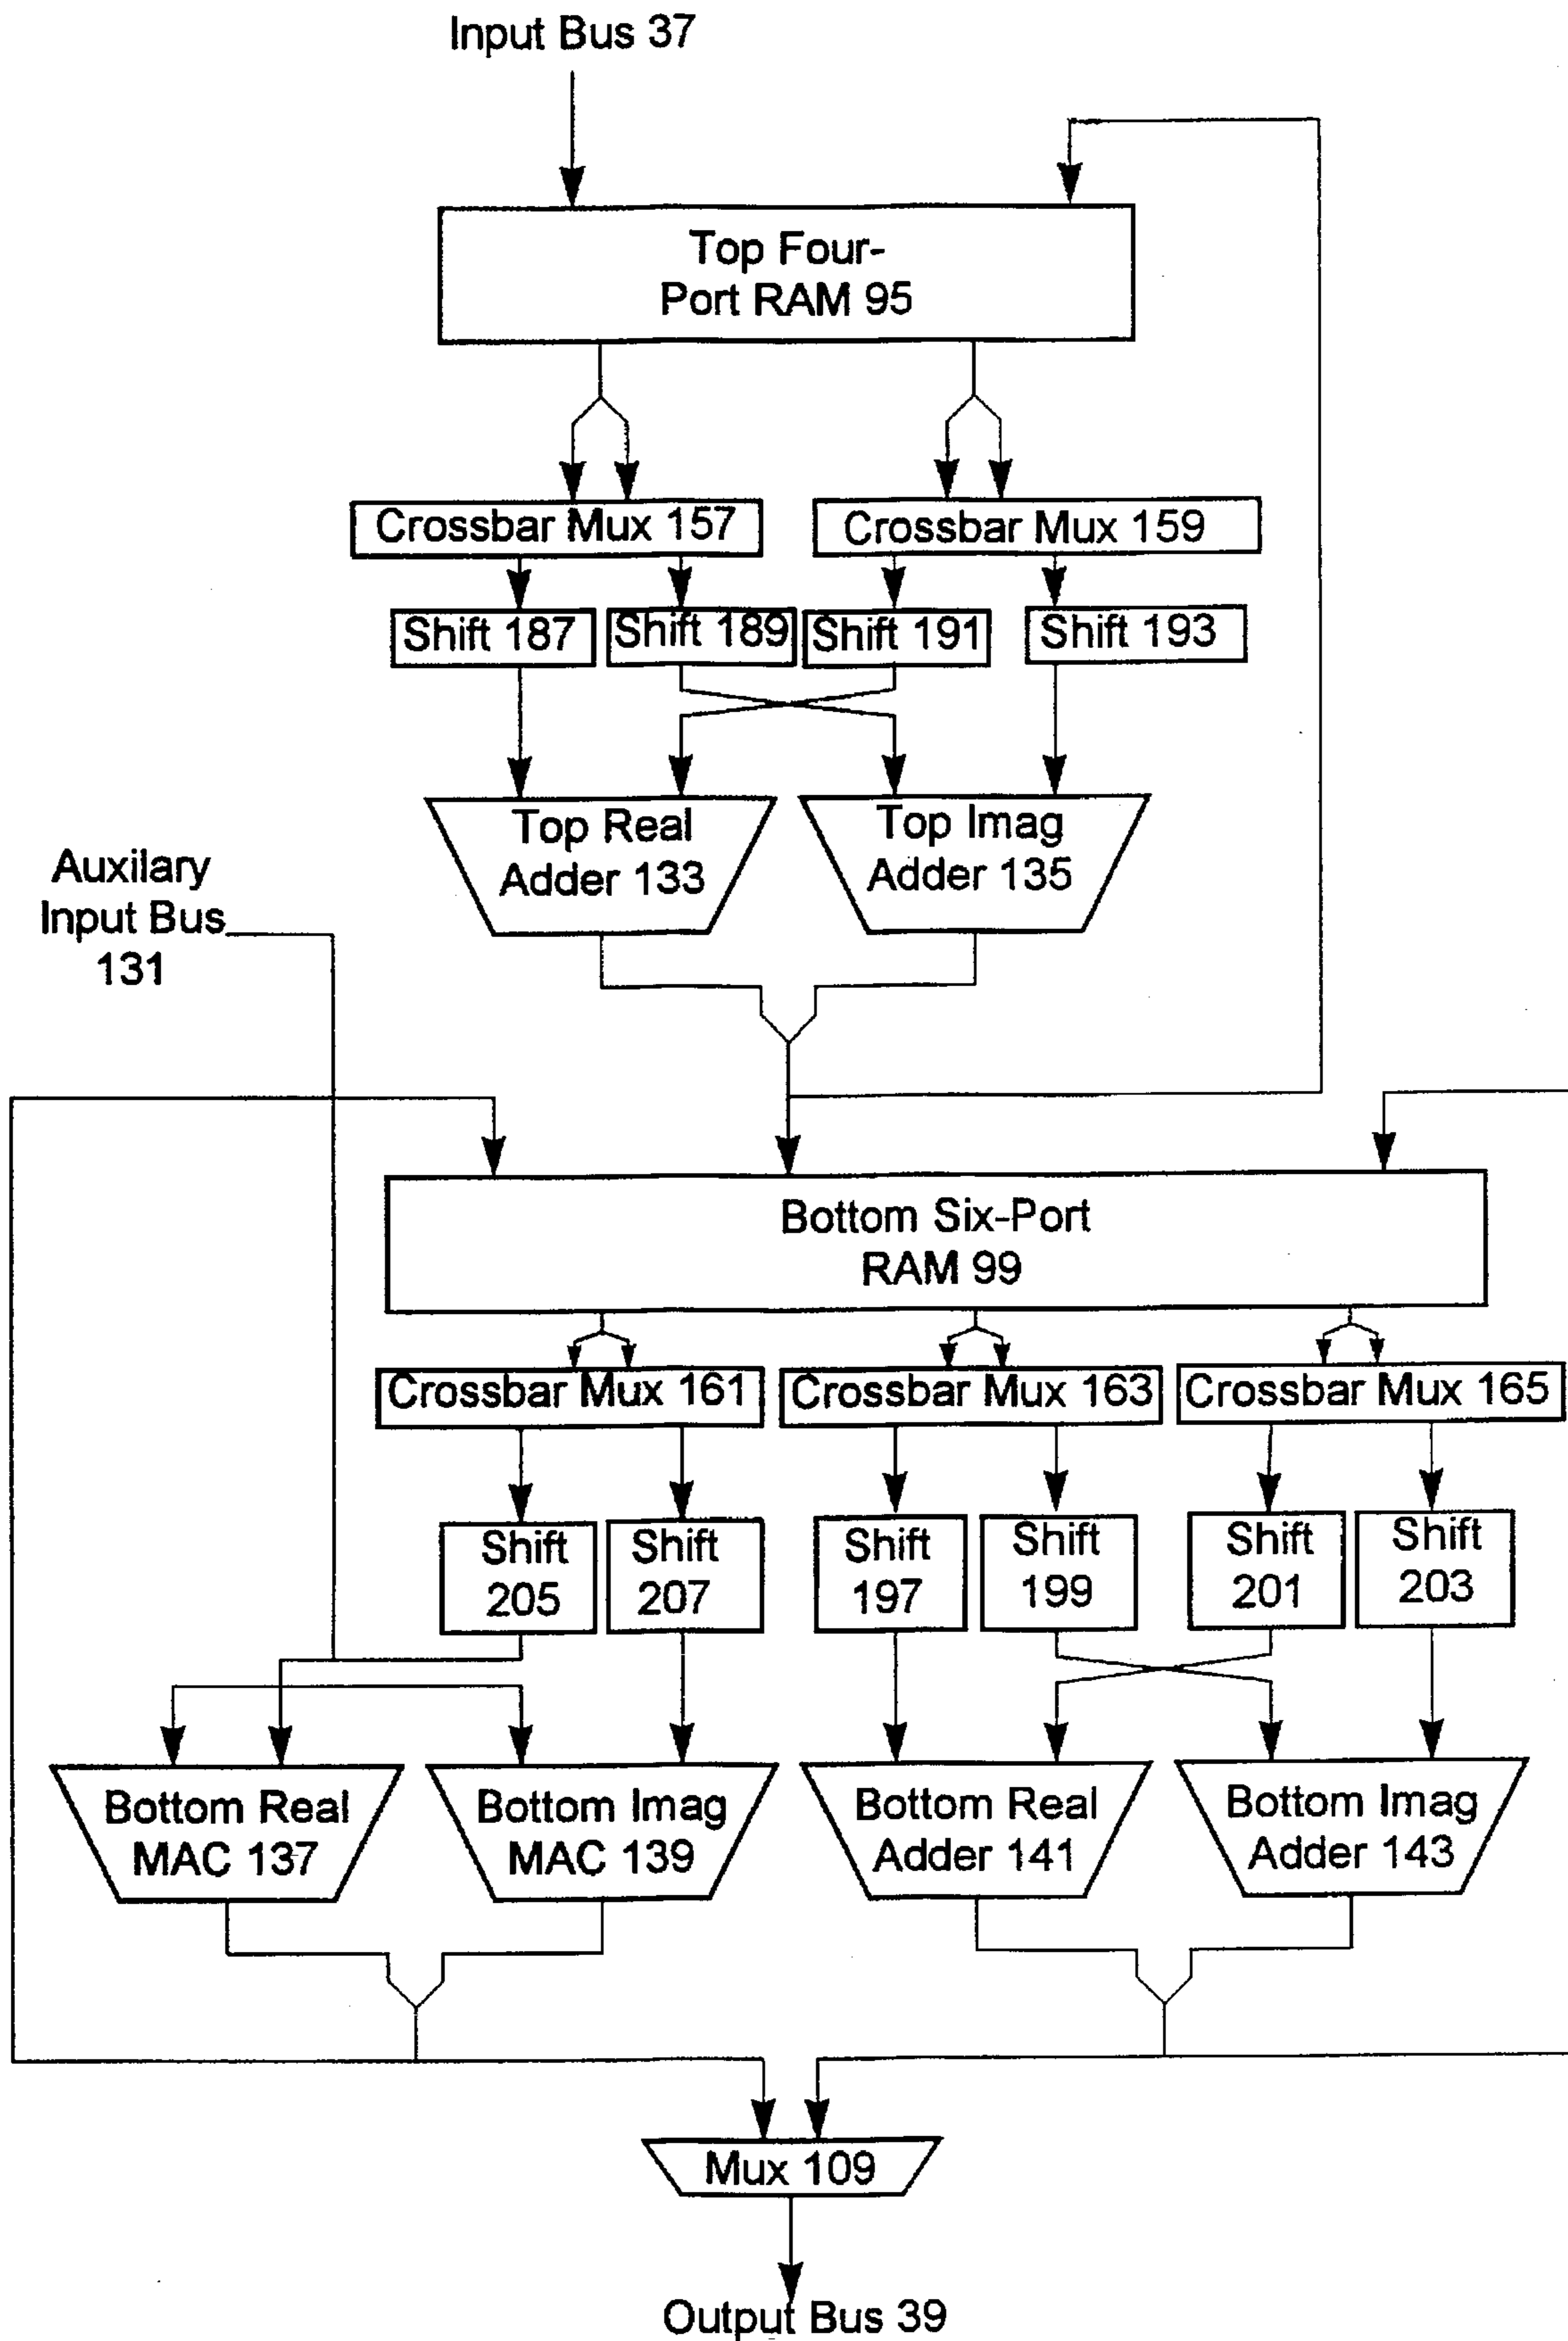 Input Bus 37
Top Four-
Port RAM 95
Crossbar Mux 157
Crossbar Mux 159
Shift 187
Shift 189
Shift 191
Shift 193
Top Real
Adder 133
Top Imag
Adder 135
Auxilary
Input Bus
131
Bottom Six-Port
RAM 99
Crossbar Mux 161
Crossbar Mux 163
Crossbar Mux 165
Shift
205
Shift
207
Shift
197
Shift
199
Shift
201
Shift
203
Bottom Real
MAC 137
Bottom Imag
MAC 139
Bottom Real
Adder 141
Bottom Imag
Adder 143
Mux 109
Output Bus 39